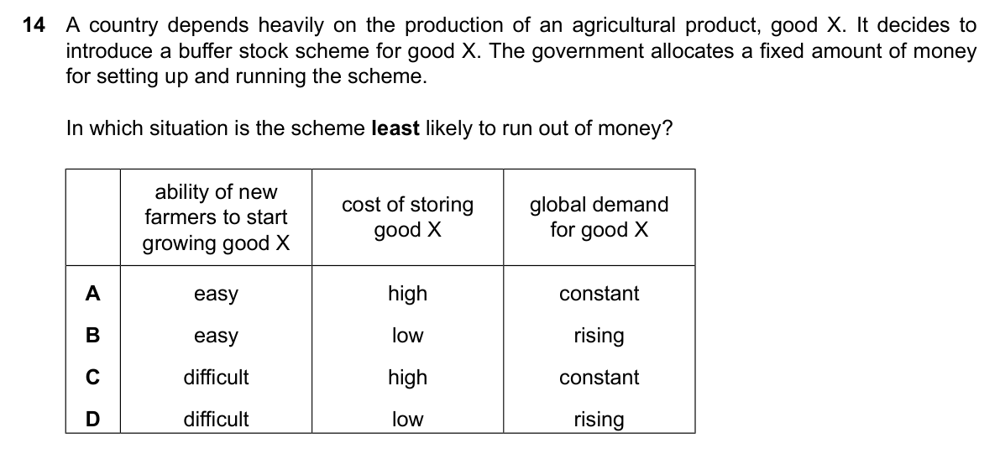 14 A country depends heavily on the production of an agricultural product, good X. It decides to
introduce a buffer stock scheme for good X. The government allocates a fixed amount of money
for setting up and running the scheme.
In which situation is the scheme least likely to run out of money?
ability of new
farmers to start
growing good X
cost of storing
good X
global demand
for good X
A easy high constant
B easy low rising
C difficult high constant
D difficult low rising